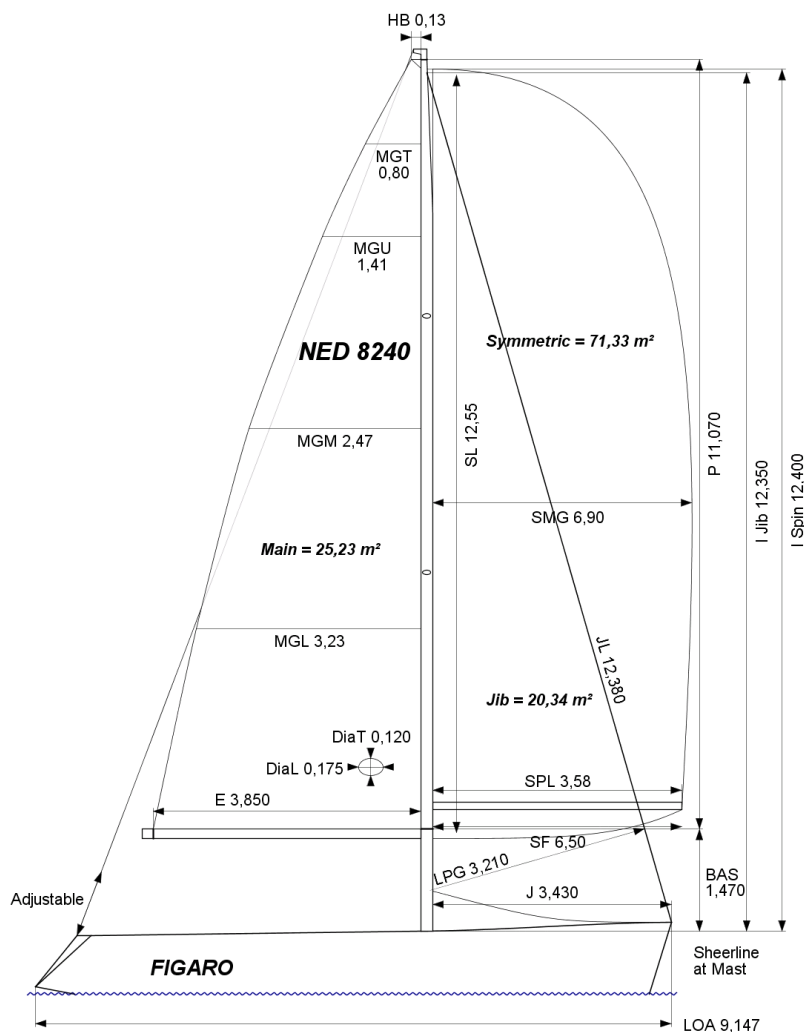 HB 0,13
MGT
0,80
MGU
1,41
NED 8240
Symmetric = 71,33 m²
SL 12,55
P 11,070
I Jib 12,350
I Spin 12.400
MGM 2,47
SMG 6,90
Main = 25,23 m²
MGL 3,23
JL 12,380
Jib = 20,34 m²
DiaT 0,120
DiaL 0,175
SPL 3,58
E 3,850
SF 6,50
LPG 3,210
BAS
1,470
J 3,430
Adjustable
Sheerline
at Mast
FIGARO
LOA 9,147